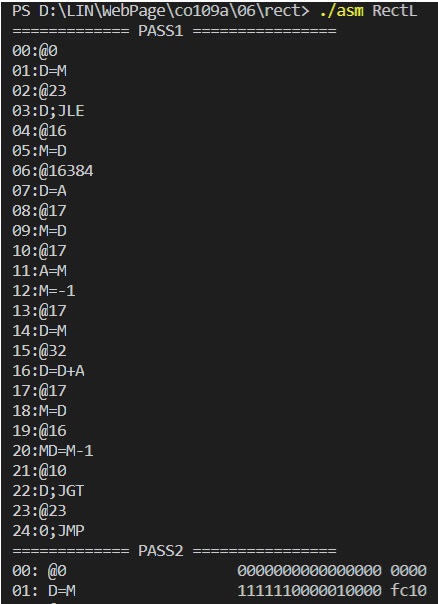 PS D:\LIN\WebPage\co109a\06\rect> ./asm RectL
============= PASS1 ================
00:@0
01:D=M
02:@23
03:D;JLE
04:@16
05:M=D
06:@16384
07:D=A
08:@17
09:M=D
10:@17
11:A=M
12:M=-1
13:@17
14:D=M
15:@32
16:D=D+A
17:@17
18:M=D
19:@16
20:MD=M-1
21:@10
22:D;JGT
23:@23
24:0;JMP
============= PASS2 ================
00: @0 0000000000000000 0000
01: D=M 1111110000010000 fc10